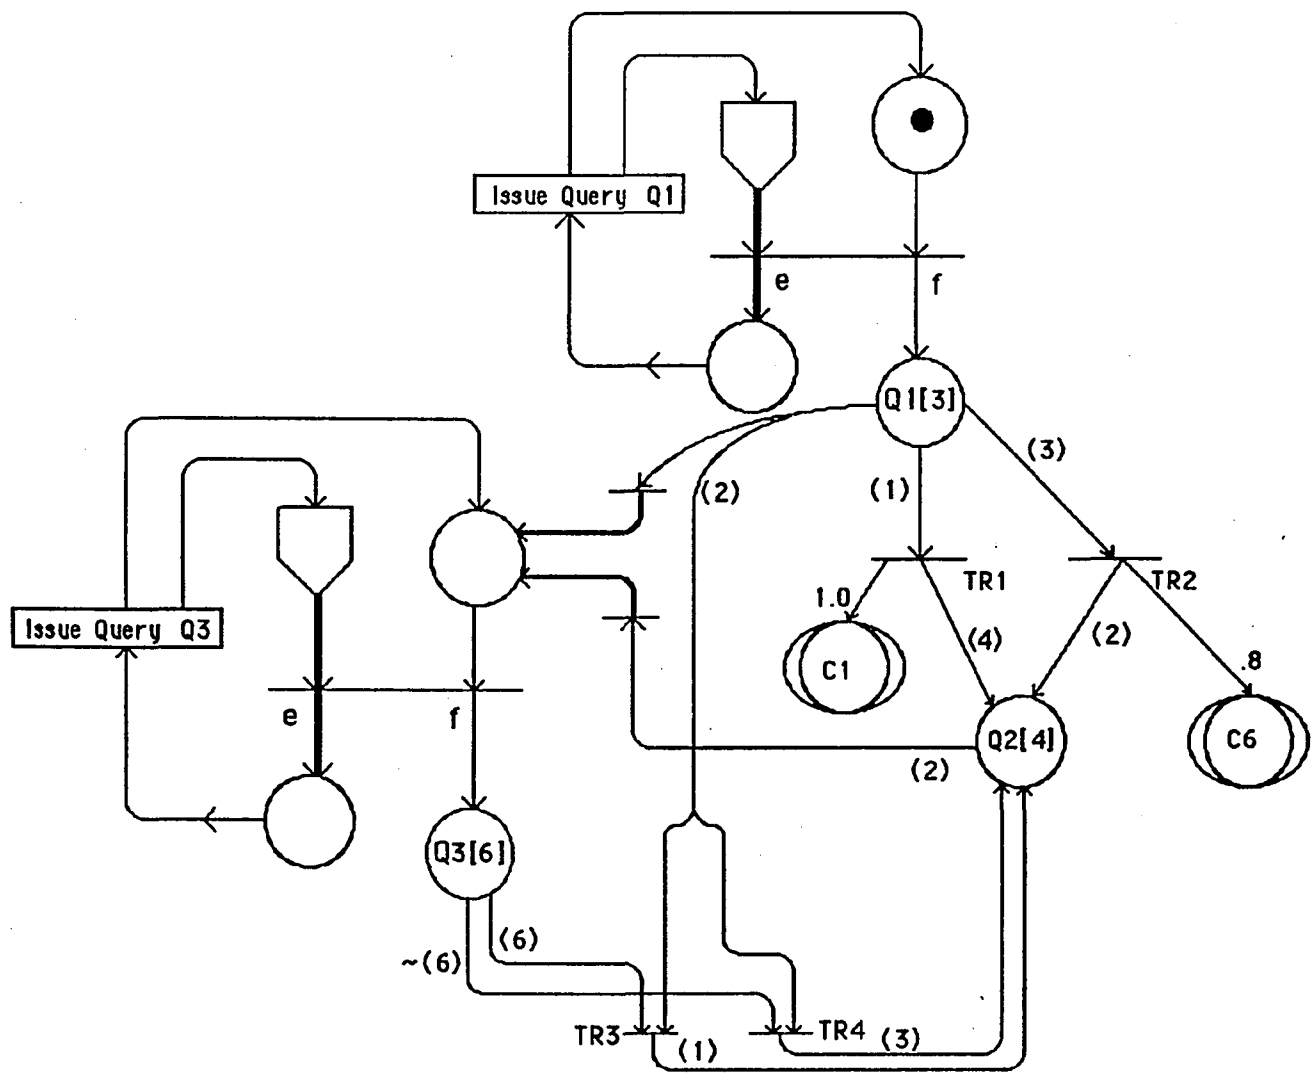 Issue Query Q1
e
f
Q1[3]
(3)
(2)
(1)
TR1
TR2
1.0
Issue Query Q3
(4)
(2)
C1
.8
e
f
Q2[4]
C6
(2)
Q3[6]
(6)
~(6)
TR3
TR4
(3)
(1)